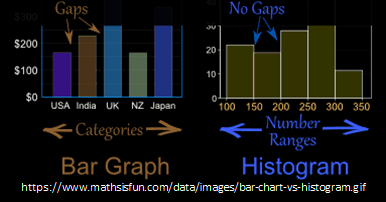 Gaps
$200
$100
$0
USA India UK NZ Japan
Categories
Bar Graph
No Gaps
30
20
10
0
100 150 200 250 300 350
Number
Ranges
Histogram
https://www.mathsisfun.com/data/images/bar-chart-vs-histogram.gif